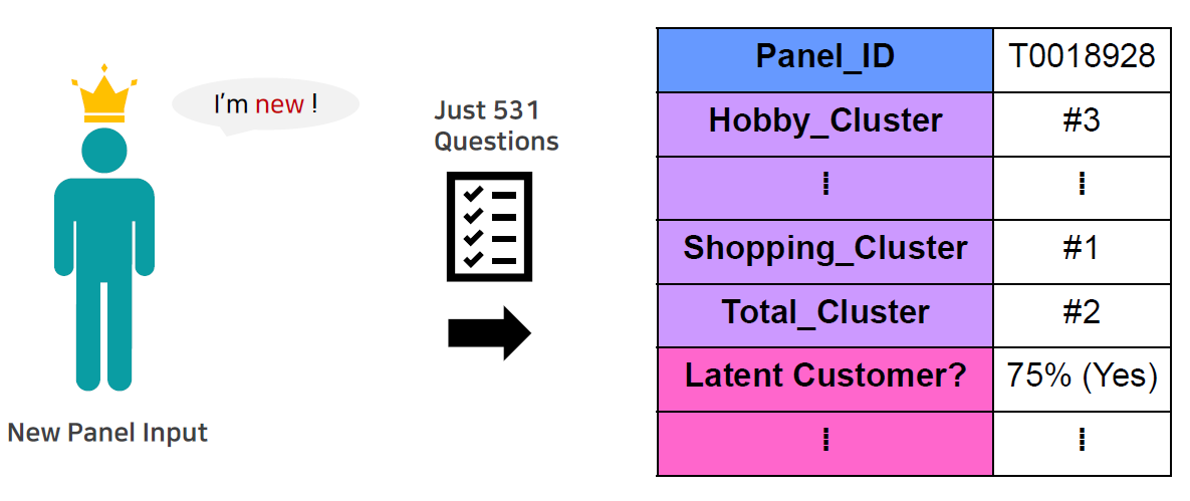 I'm new !
Just 531
Questions
New Panel Input
Panel_ID T0018928
Hobby_Cluster #3
⁞ ⁞
Shopping_Cluster #1
Total_Cluster #2
Latent Customer? 75% (Yes)
⁞ ⁞